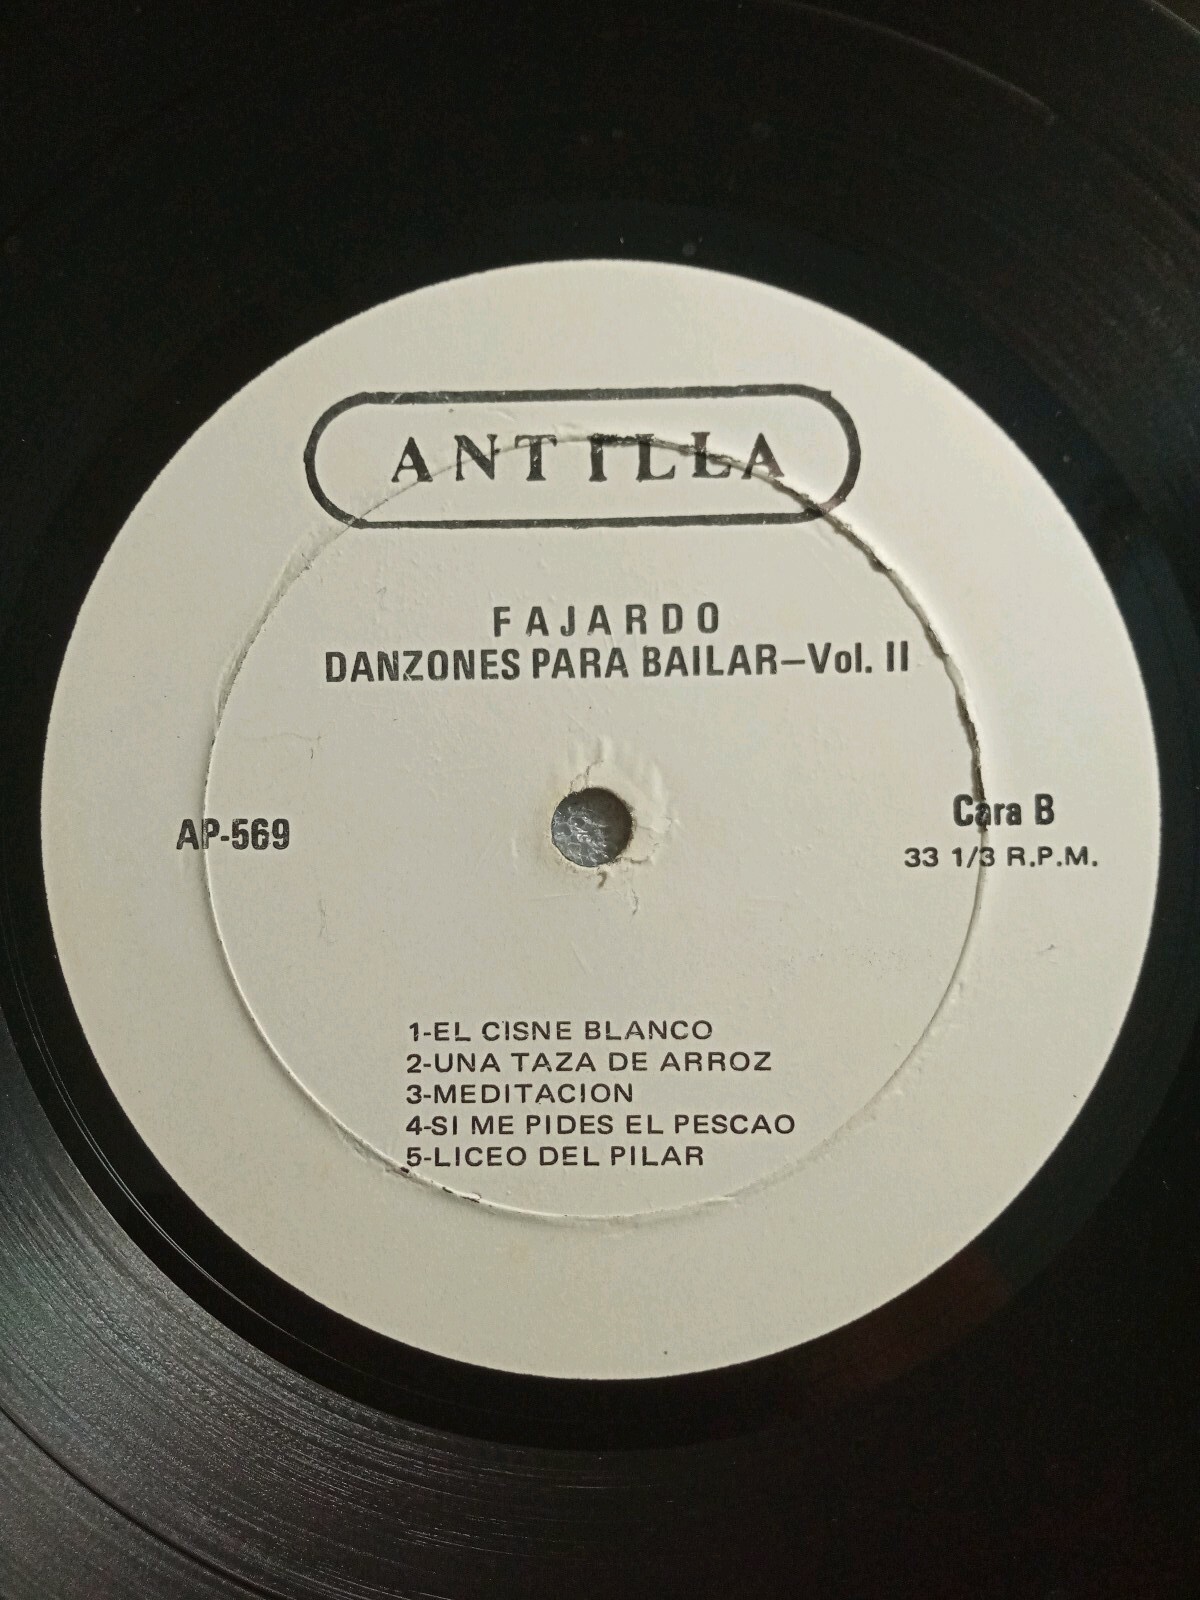 ANTILLA
FAJARDO
DANZONES PARA BAILAR—Vol. II
AP-569
Cara B
33 1/3 R.P.M.
1-EL CISNE BLANCO
2-UNA TAZA DE ARROZ
3-MEDITACION
4-SI ME PIDES EL PESCAO
5-LICEO DEL PILAR